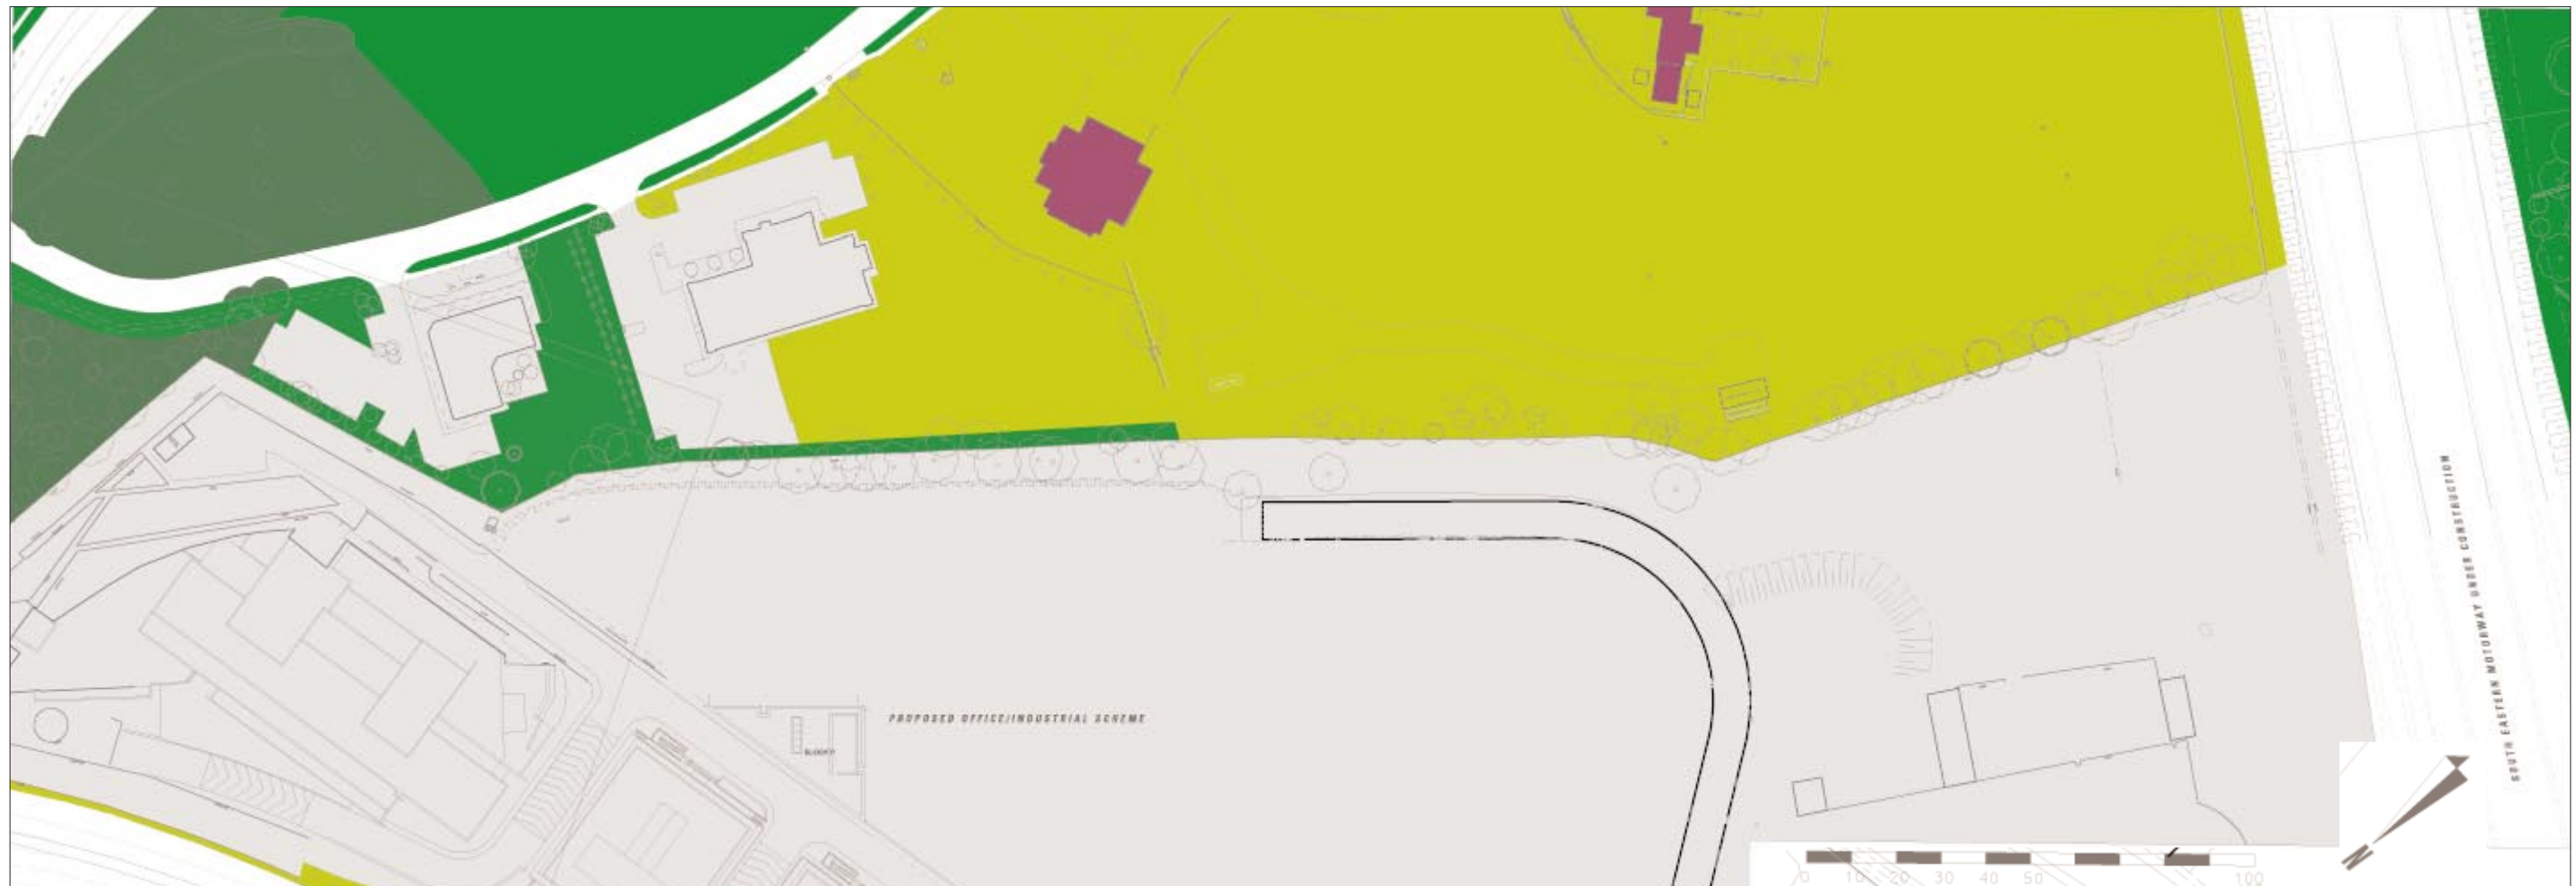 SOUTH EASTERN MOTORWAY UNDER CONSTRUCTION
PROPOSED OFFICE/INDUSTRIAL SCHEME
N
0 10 20 30 40 50 100